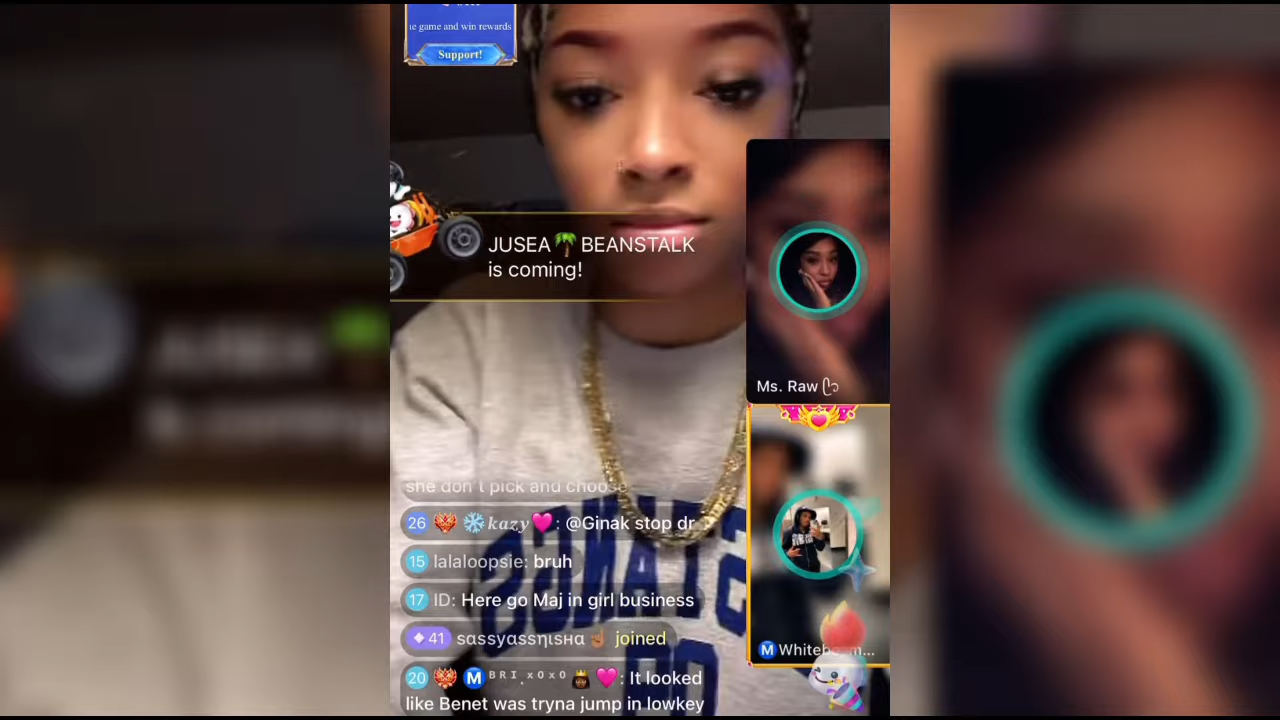 ne game and win rewards
Support!
JUSEA🌴BEANSTALK
is coming!
Ms. Raw
she don't pick and choose
26 kazy🩷: @Ginak stop dr
15 lalaloopsie: bruh
17 ID: Here go Maj in girl business
41 sαssyαssηιsнα☝🏾 joined
M Whiteb
20 M ᴮᴿᴵ.ˣ⁰ˣ⁰ 🩷: It looked
like Benet was tryna jump in lowkey